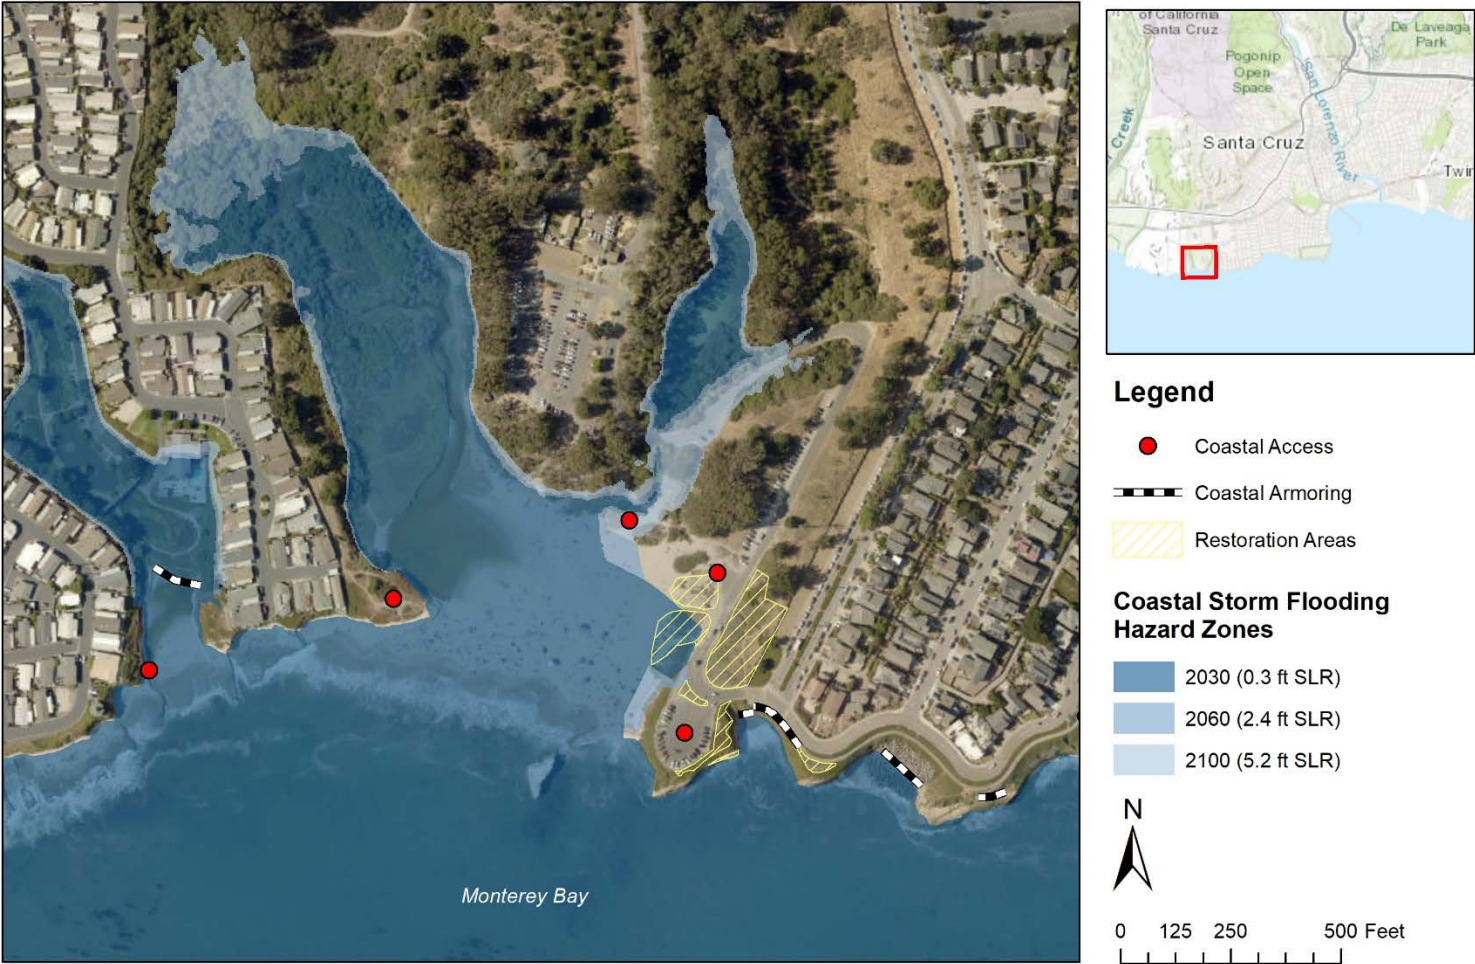 Monterey Bay
of California
Santa Cruz
De Laveaga
Park
Pogonip
Open
Space
San Lorenzo River
Creek
Santa Cruz
Twin
Legend
Coastal Access
Coastal Armoring
Restoration Areas
Coastal Storm Flooding
Hazard Zones
2030 (0.3 ft SLR)
2060 (2.4 ft SLR)
2100 (5.2 ft SLR)
N
0 125 250 500 Feet